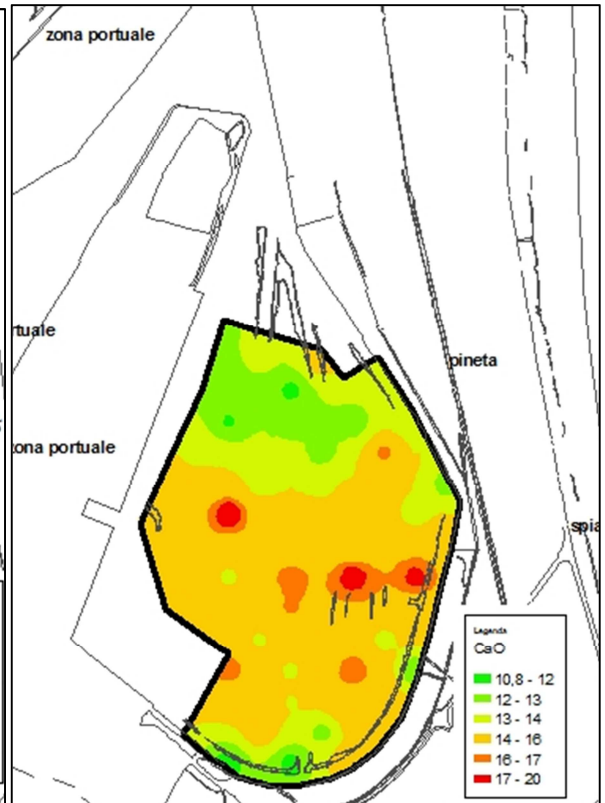 zona portuale
rtuale
pineta
ona portuale
spia
Legenda
CaO
10,8 - 12
12 - 13
13 - 14
14 - 16
16 - 17
17 - 20